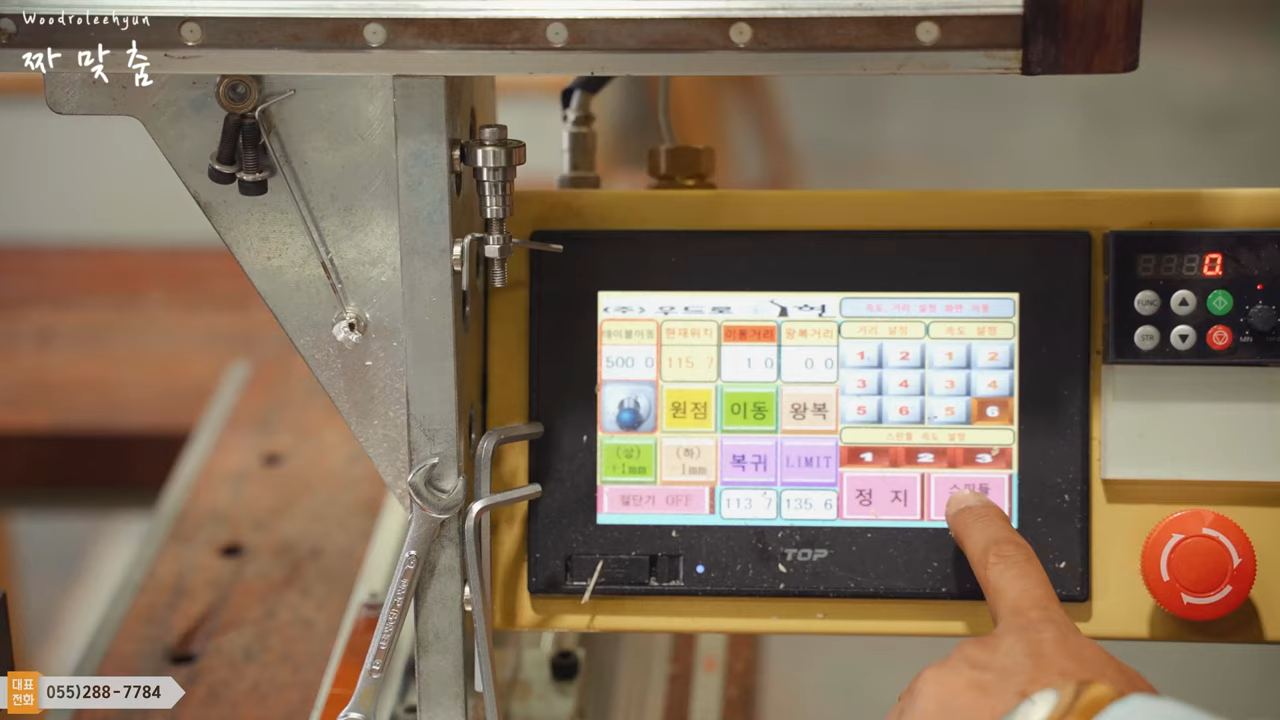 Woodroleehyun
짜맞춤
(주) 우드로 이현
속도, 거리 설정 화면 이동
테이블이동 현재위치 이동거리 왕복거리 거리 설정 속도 설정
500 0 115 7 1 0 0 0
1 2 1 2
3 4 3 4
5 6 5 6
원점 이동 왕복
스핀들 속도 설정
1 2 3
(상) +1mm (하) -1mm 복귀 LIMIT
절단기 OFF 113 7 135.6 정지 스핀들
TOP
0.
FUNC
STR
MIN
대표전화 055)288-7784